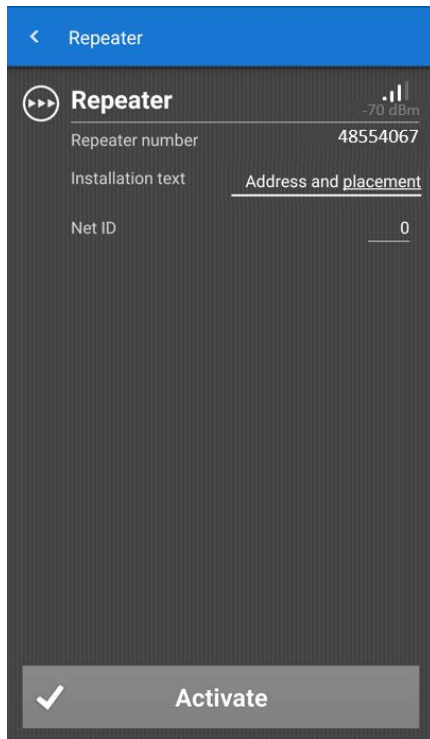 Repeater
Repeater
-70 dBm
Repeater number 48554067
Installation text Address and placement
Net ID 0
Activate